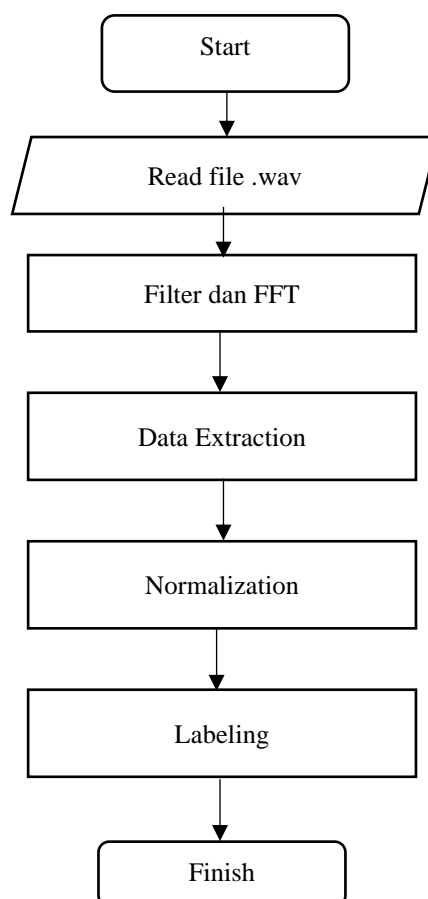 Start
Read file .wav
Filter dan FFT
Data Extraction
Normalization
Labeling
Finish